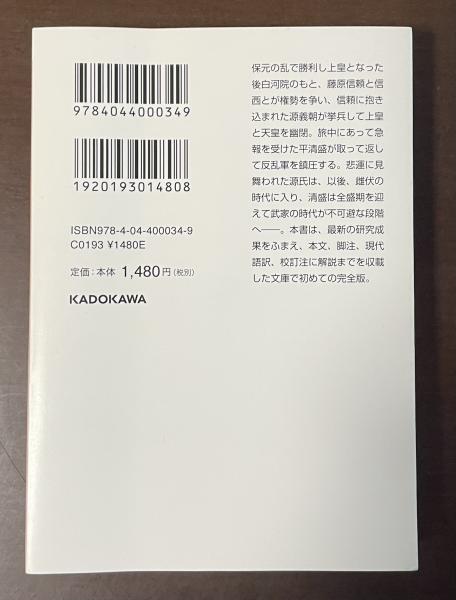 9784044000349
1920193014808
ISBN978-4-04-400034-9
C0193 ¥1480E
定価:本体1,480円(税別)
KADOKAWA
保元の乱で勝利し上皇となった
後白河院のもと、藤原信頼と信
西とが権勢を争い、信頼に抱き
込まれた源義朝が挙兵して上皇
と天皇を幽閉。旅中にあって急
報を受けた平清盛が取って返し
て反乱軍を鎮圧する。悲運に見
舞われた源氏は、以後、雌伏の
時代に入り、清盛は全盛期を迎
えて武家の時代が不可避な段階
へ――。本書は、最新の研究成
果をふまえ、本文、脚注、現代
語訳、校訂注に解説までを収載
した文庫で初めての完全版。